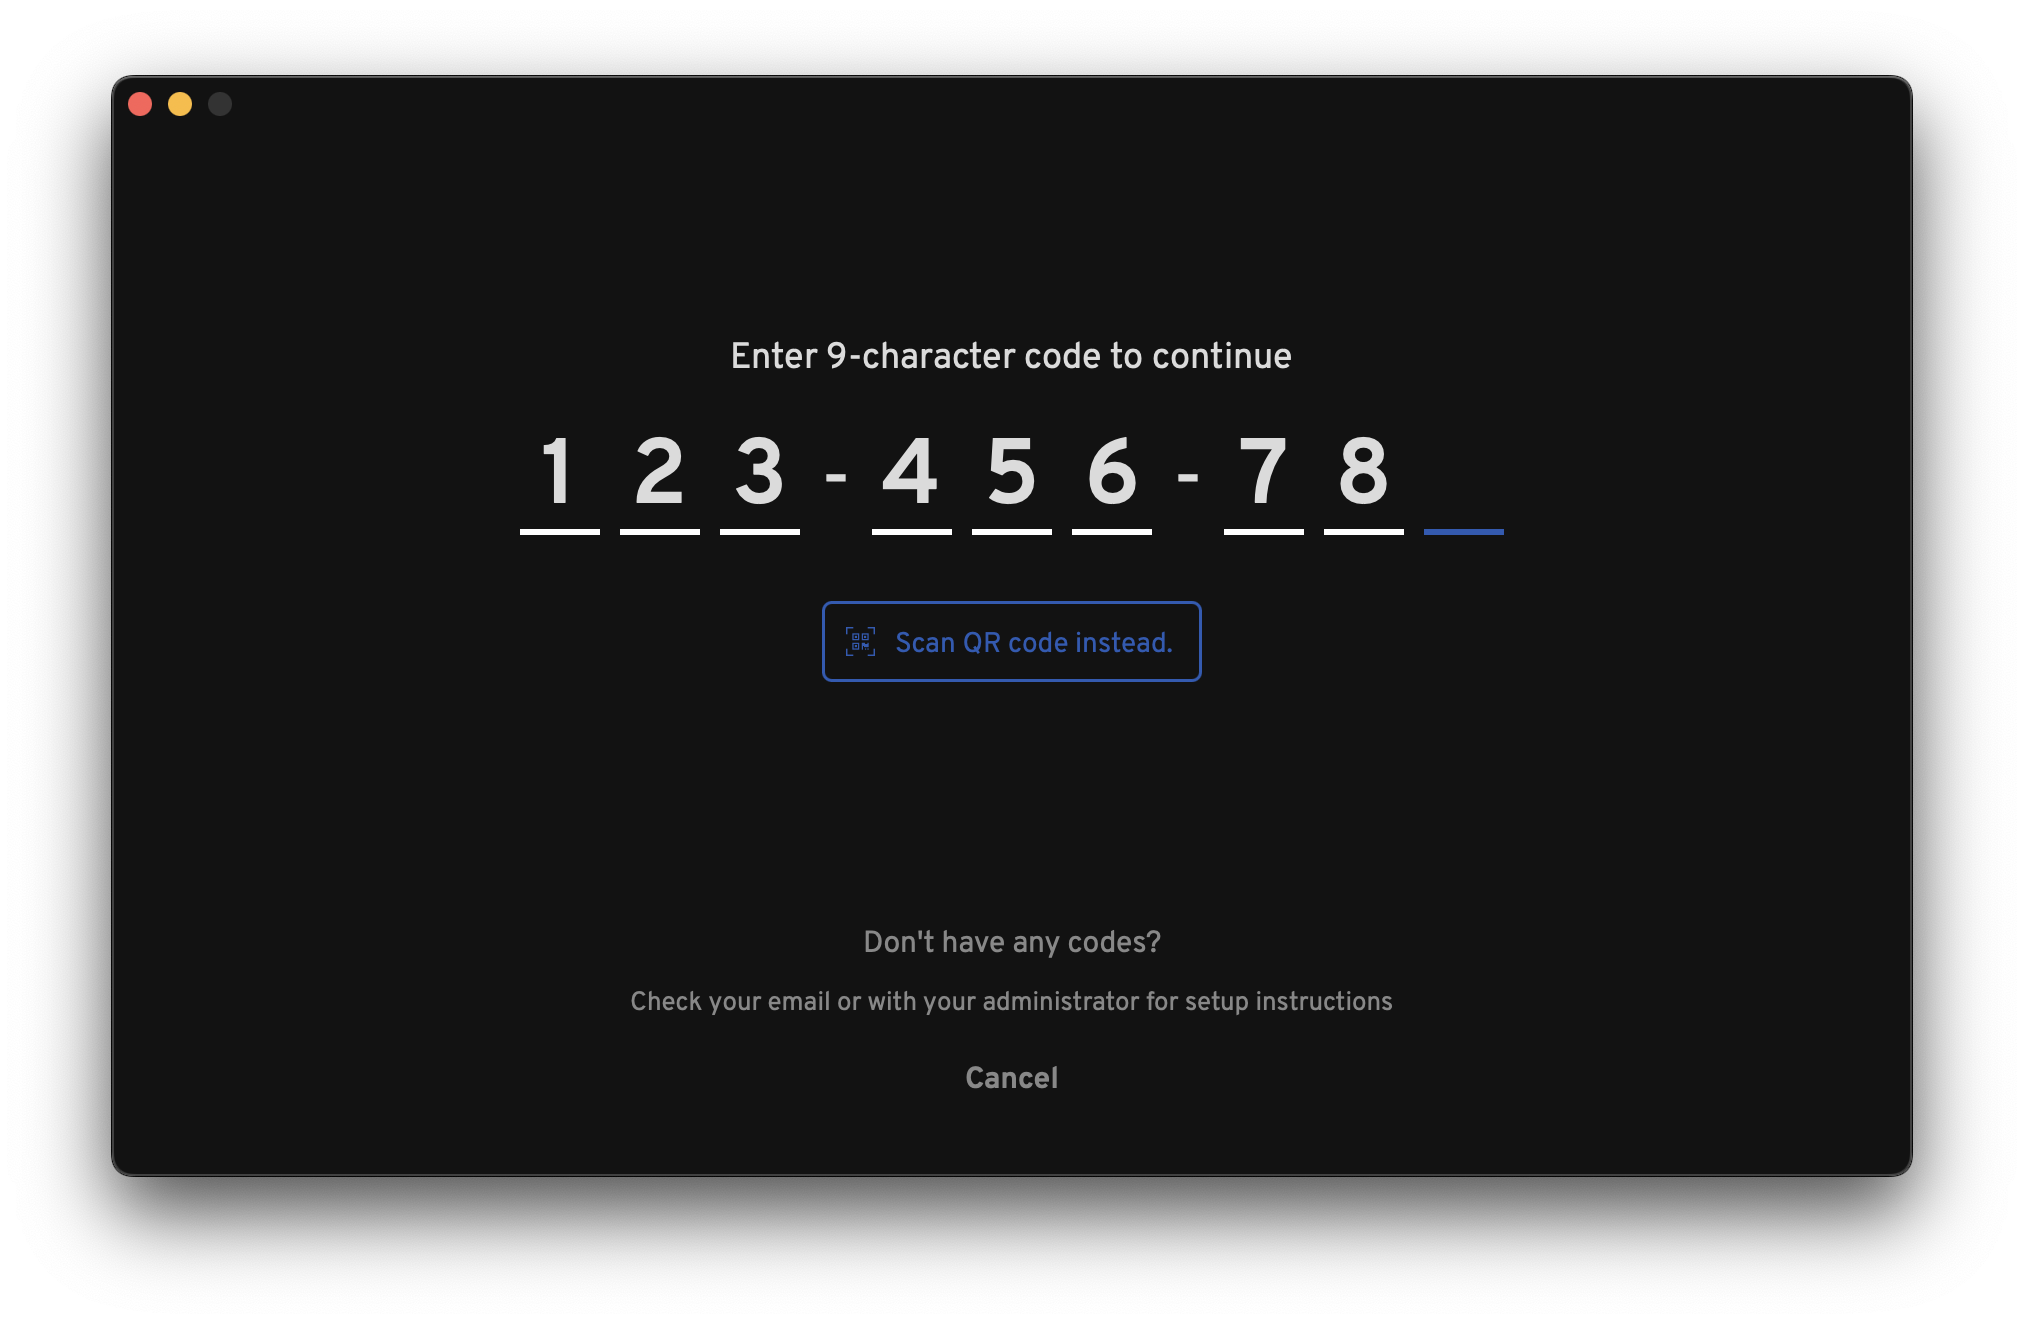 Enter 9-character code to continue
1 2 3 - 4 5 6 - 7 8
Scan QR code instead.
Don't have any codes?
Check your email or with your administrator for setup instructions
Cancel